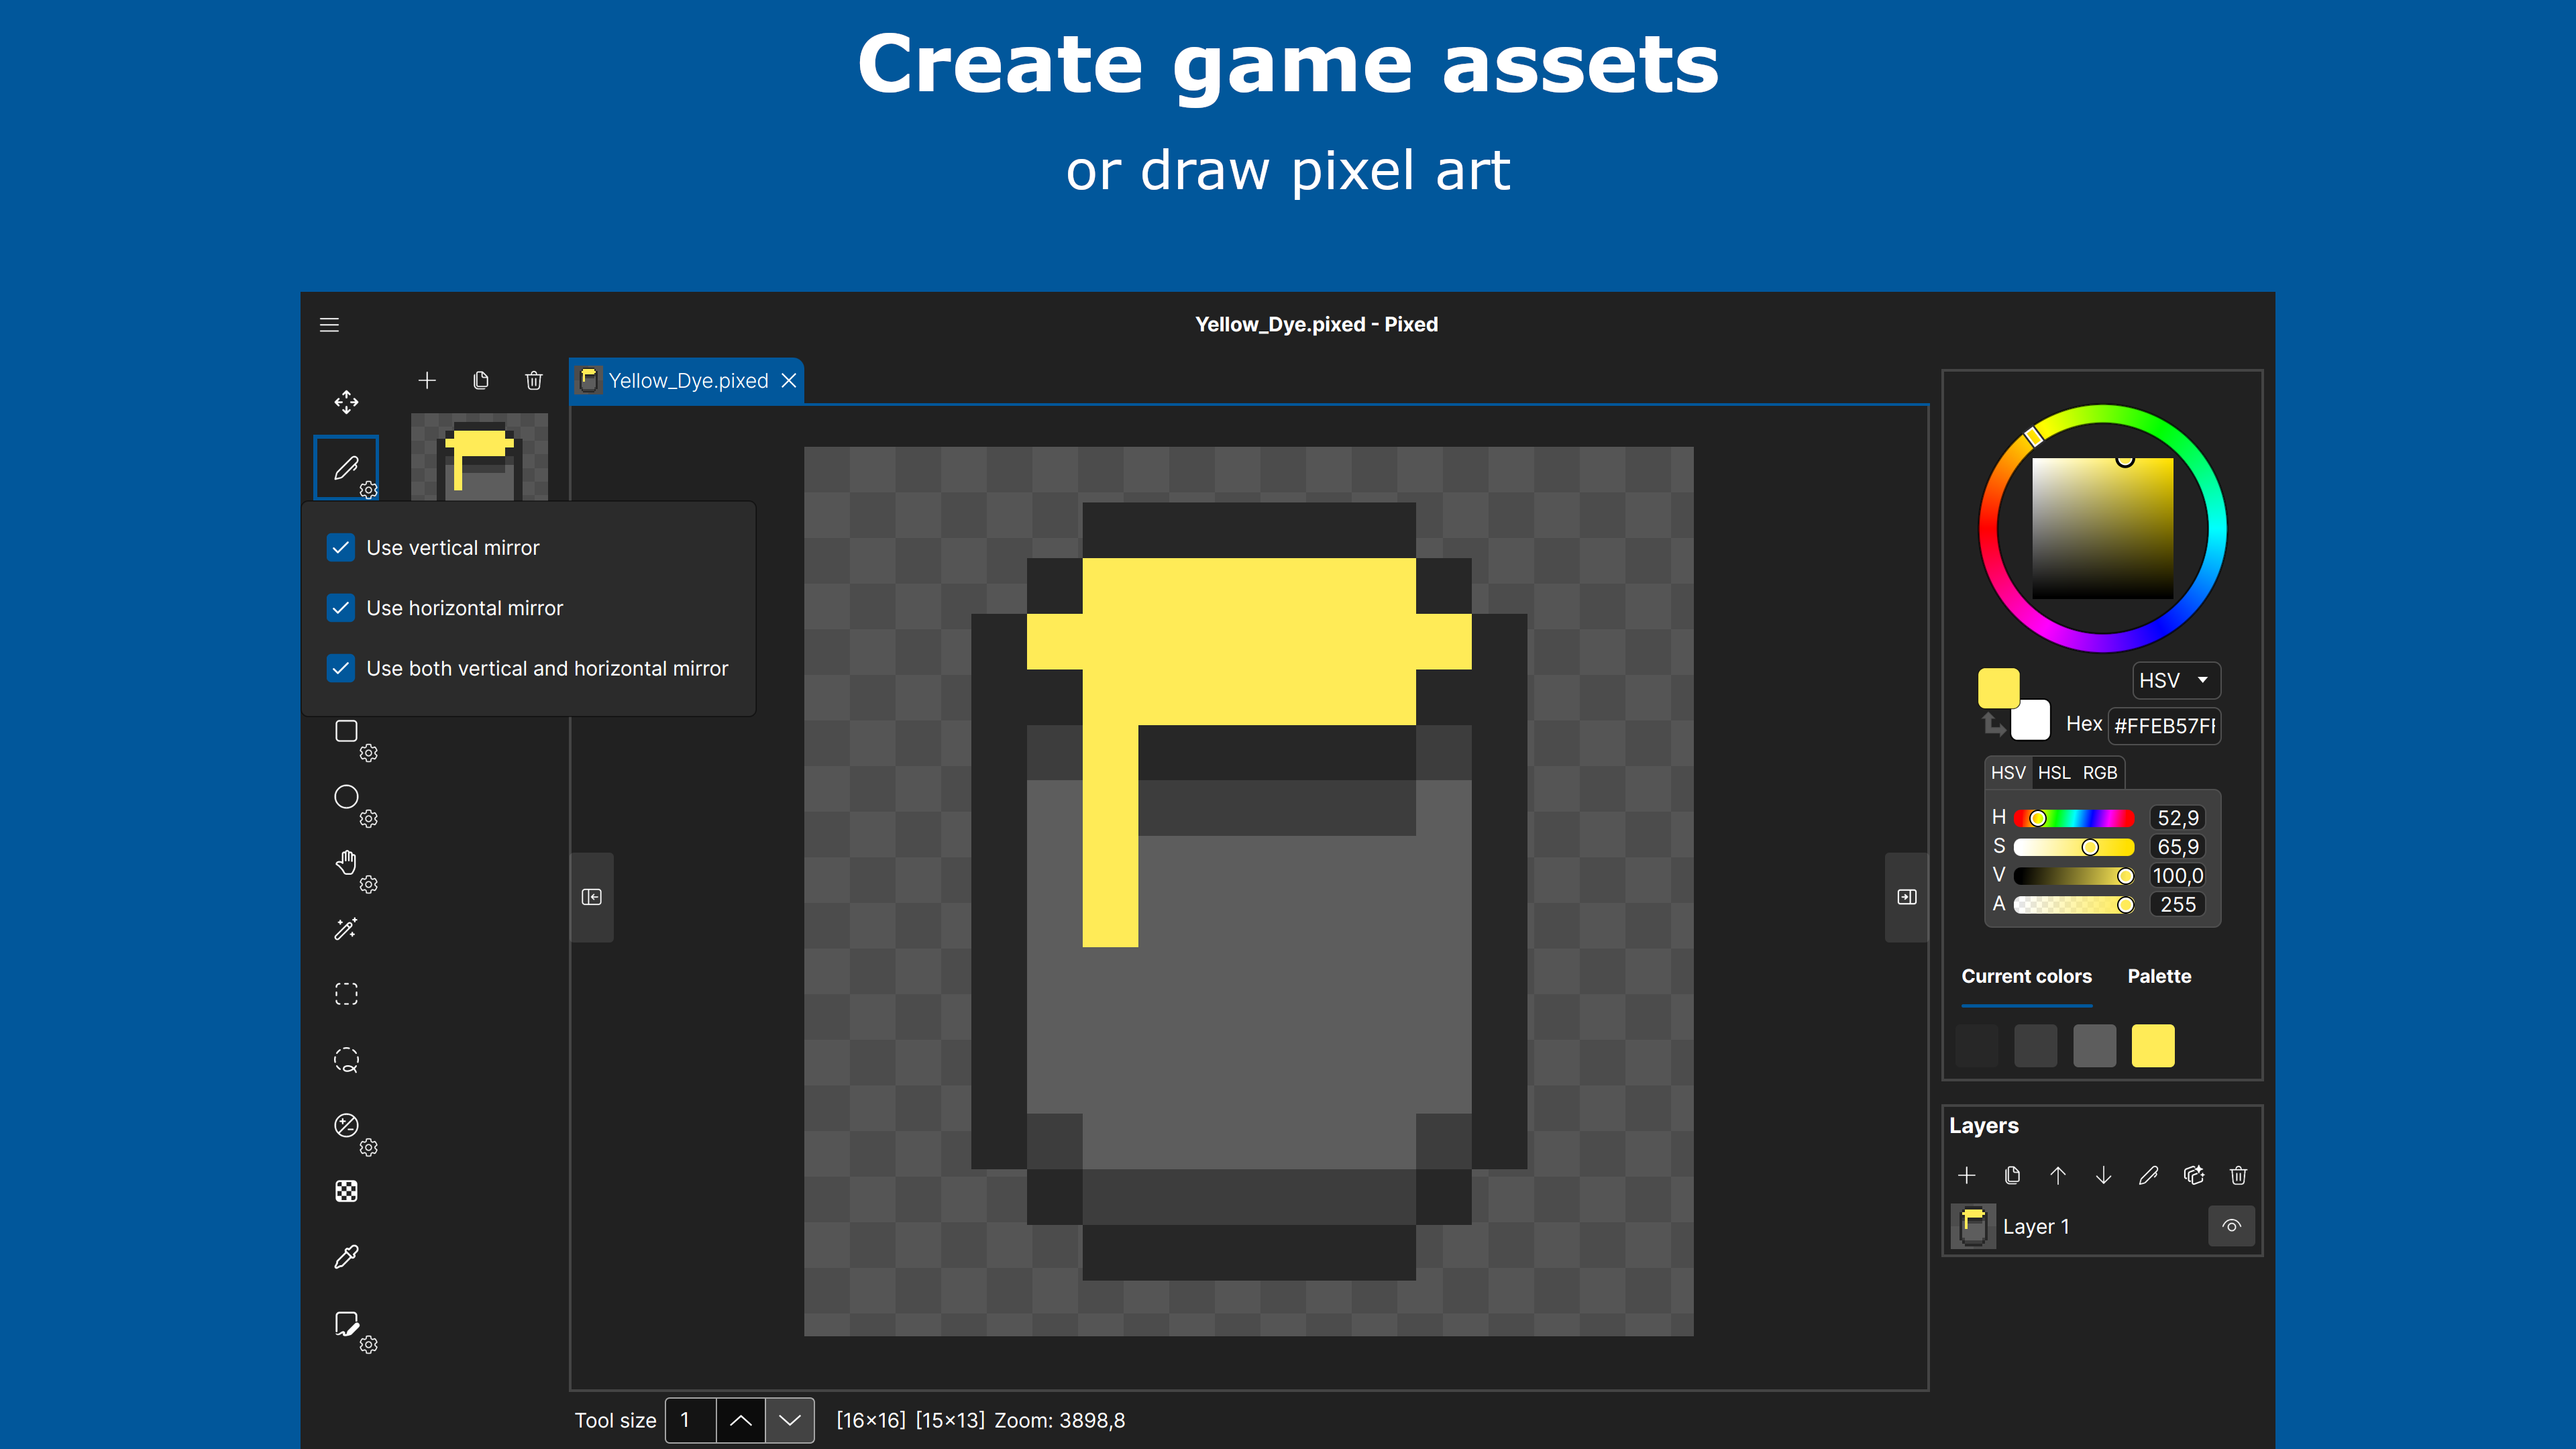 Create game assets
or draw pixel art
Yellow_Dye.pixed - Pixed
Yellow_Dye.pixed
Use vertical mirror
Use horizontal mirror
Use both vertical and horizontal mirror
HSV
Hex #FFEB57FF
HSV HSL RGB
H 52,9
S 65,9
V 100,0
A 255
Current colors Palette
Layers
Layer 1
Tool size 1 [16×16] [15×13] Zoom: 3898,8